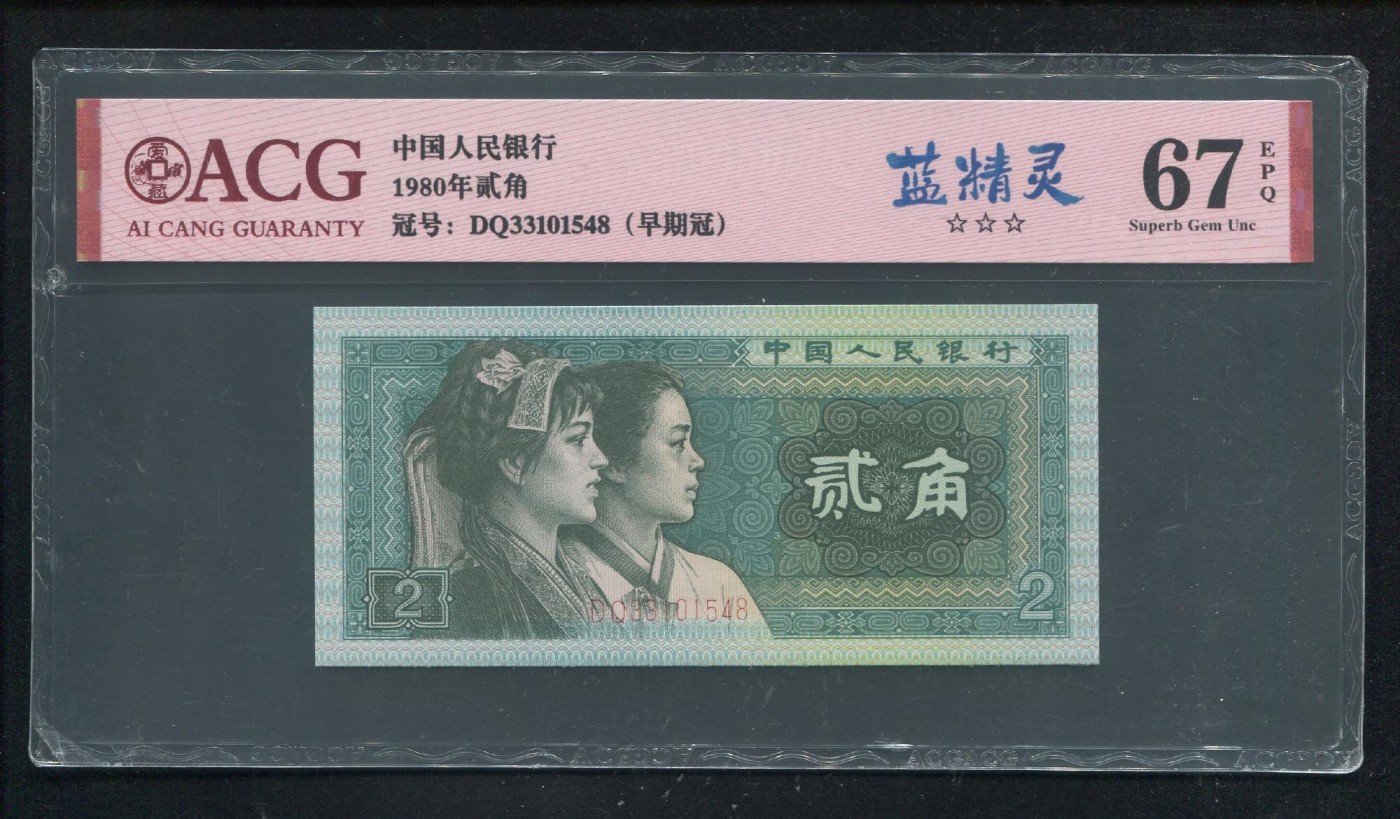 爱藏
ACG
AI CANG GUARANTY
中国人民银行
1980年贰角
冠号：DQ33101548（早期冠）
蓝精灵
☆☆☆
67
EPQ
Superb Gem Unc
中国人民银行
贰角
2
DQ33101548
2